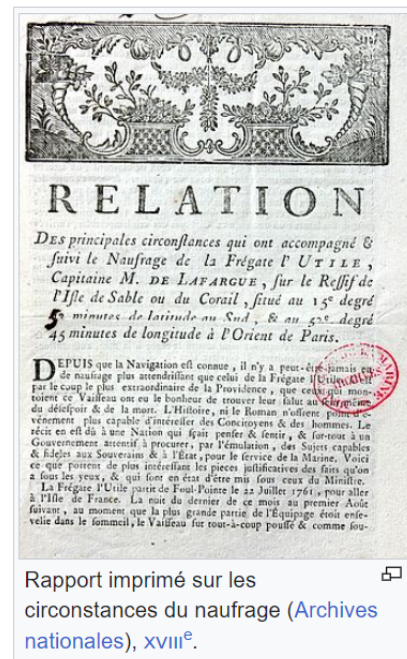 RELATION
DES principales circonſtances qui ont accompagné &
ſuivi le Naufrage de la Frégate l'UTILE,
Capitaine M. DE LAFARGUE, ſur le Reſſif de
l'Iſle de Sable ou du Corail, ſitué au 15e degré
52 minutes de latitude au Sud, & au 52e degré
45 minutes de longitude à l'Orient de Paris.
DEPUIS que la Navigation eſt connue, il n'y a peut-être jamais eu
de naufrage plus attendriſſant que celui de la Frégate l'Utile. C'eſt
par le coup le plus extraordinaire de la Providence, que ceux qui mon-
toient ce Vaiſſeau ont eu le bonheur de trouver leur ſalut au
du déſeſpoir & de la mort. L'Hiſtoire, ni le Roman n'offrent point d'é-
vénement plus capable d'intéreſſer des Concitoyens & des hommes. Le
récit en eſt dû à une Nation qui ſçait penſer & ſentir, & ſur-tout à un
Gouvernement attentif à procurer, par l'émulation, des Sujets capables
& fideles aux Souverains & à l'État, pour le ſervice de la Marine. Voici
ce que portent de plus intéreſſant les pieces juſtificatives des faits qu'on
a ſous les yeux, & qui ſont en état d'être mis ſous ceux du Miniſtre.
La Frégate l'Utile partit de Foul-Pointe le 22 Juillet 1761, pour aller
à l'Iſle de France. La nuit du dernier de ce mois au premier Août
ſuivant, au moment que la plus grande partie de l'Équipage étoit enſe-
velie dans le ſommeil, le Vaiſſeau fut tout-à-coup pouſſé & comme ſou-
Rapport imprimé sur les
circonstances du naufrage (Archives
nationales), XVIIIe.